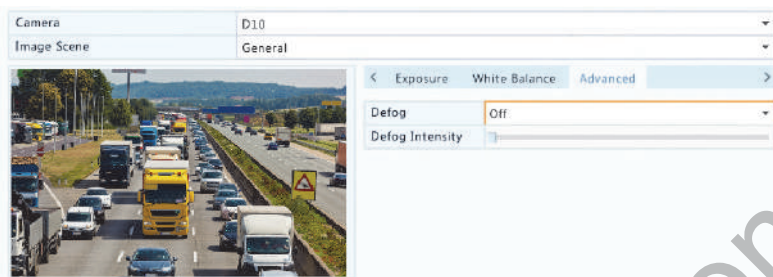 Camera D10
Image Scene General
< Exposure White Balance Advanced >
Defog Off
Defog Intensity